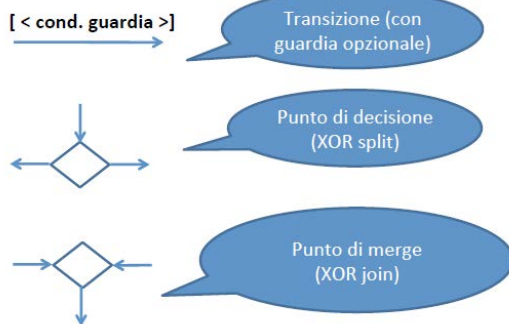 [ < cond. guardia >]
Transizione (con
guardia opzionale)
Punto di decisione
(XOR split)
Punto di merge
(XOR join)